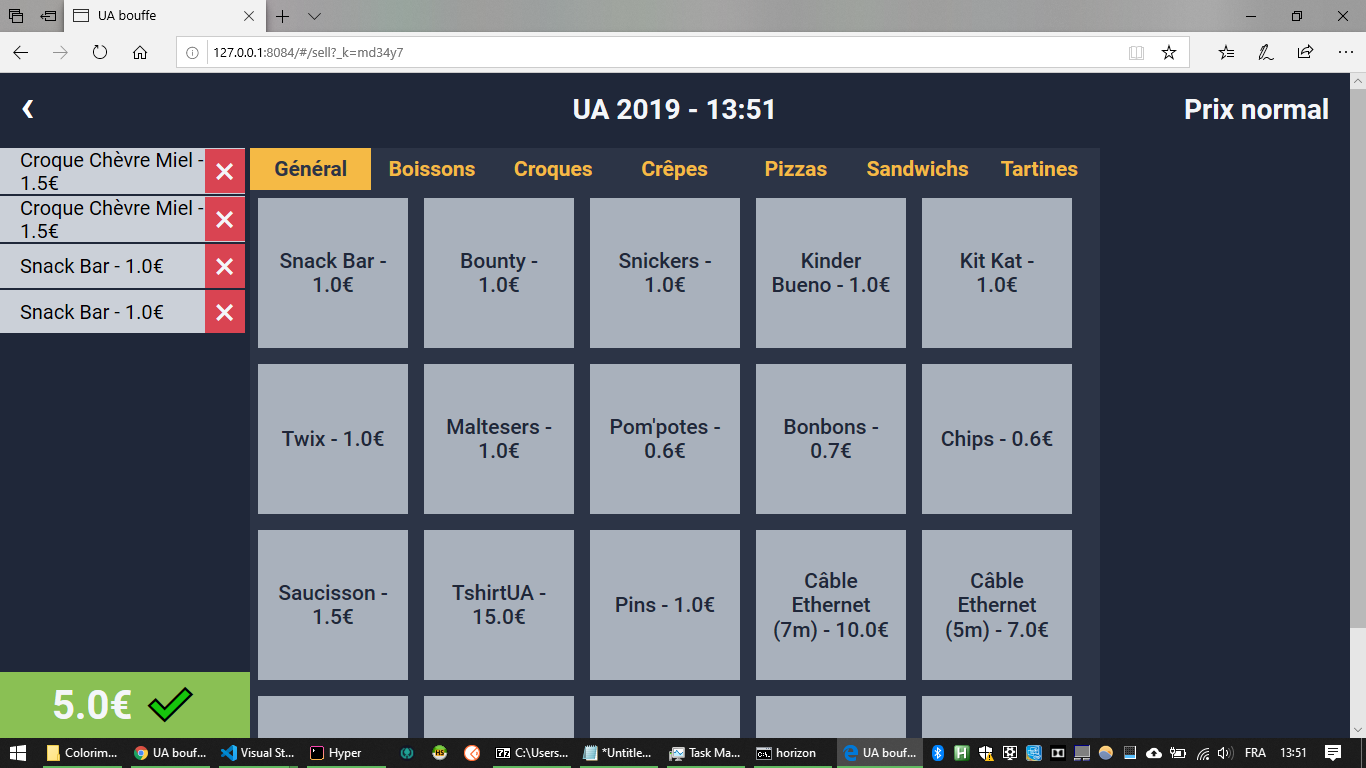 UA bouffe
127.0.0.1:8084/#/sell?_k=md34y7
UA 2019 - 13:51
Prix normal
Croque Chèvre Miel -
1.5€
Croque Chèvre Miel -
1.5€
Snack Bar - 1.0€
Snack Bar - 1.0€
5.0€
Général
Boissons
Croques
Crêpes
Pizzas
Sandwichs
Tartines
Snack Bar -
1.0€
Bounty -
1.0€
Snickers -
1.0€
Kinder
Bueno - 1.0€
Kit Kat -
1.0€
Twix - 1.0€
Maltesers -
1.0€
Pom'potes -
0.6€
Bonbons -
0.7€
Chips - 0.6€
Saucisson -
1.5€
TshirtUA -
15.0€
Pins - 1.0€
Câble
Ethernet
(7m) - 10.0€
Câble
Ethernet
(5m) - 7.0€
Colorim...
UA bouf...
Visual St...
Hyper
C:\Users...
*Untitle...
Task Ma...
horizon
UA bouf...
FRA
13:51